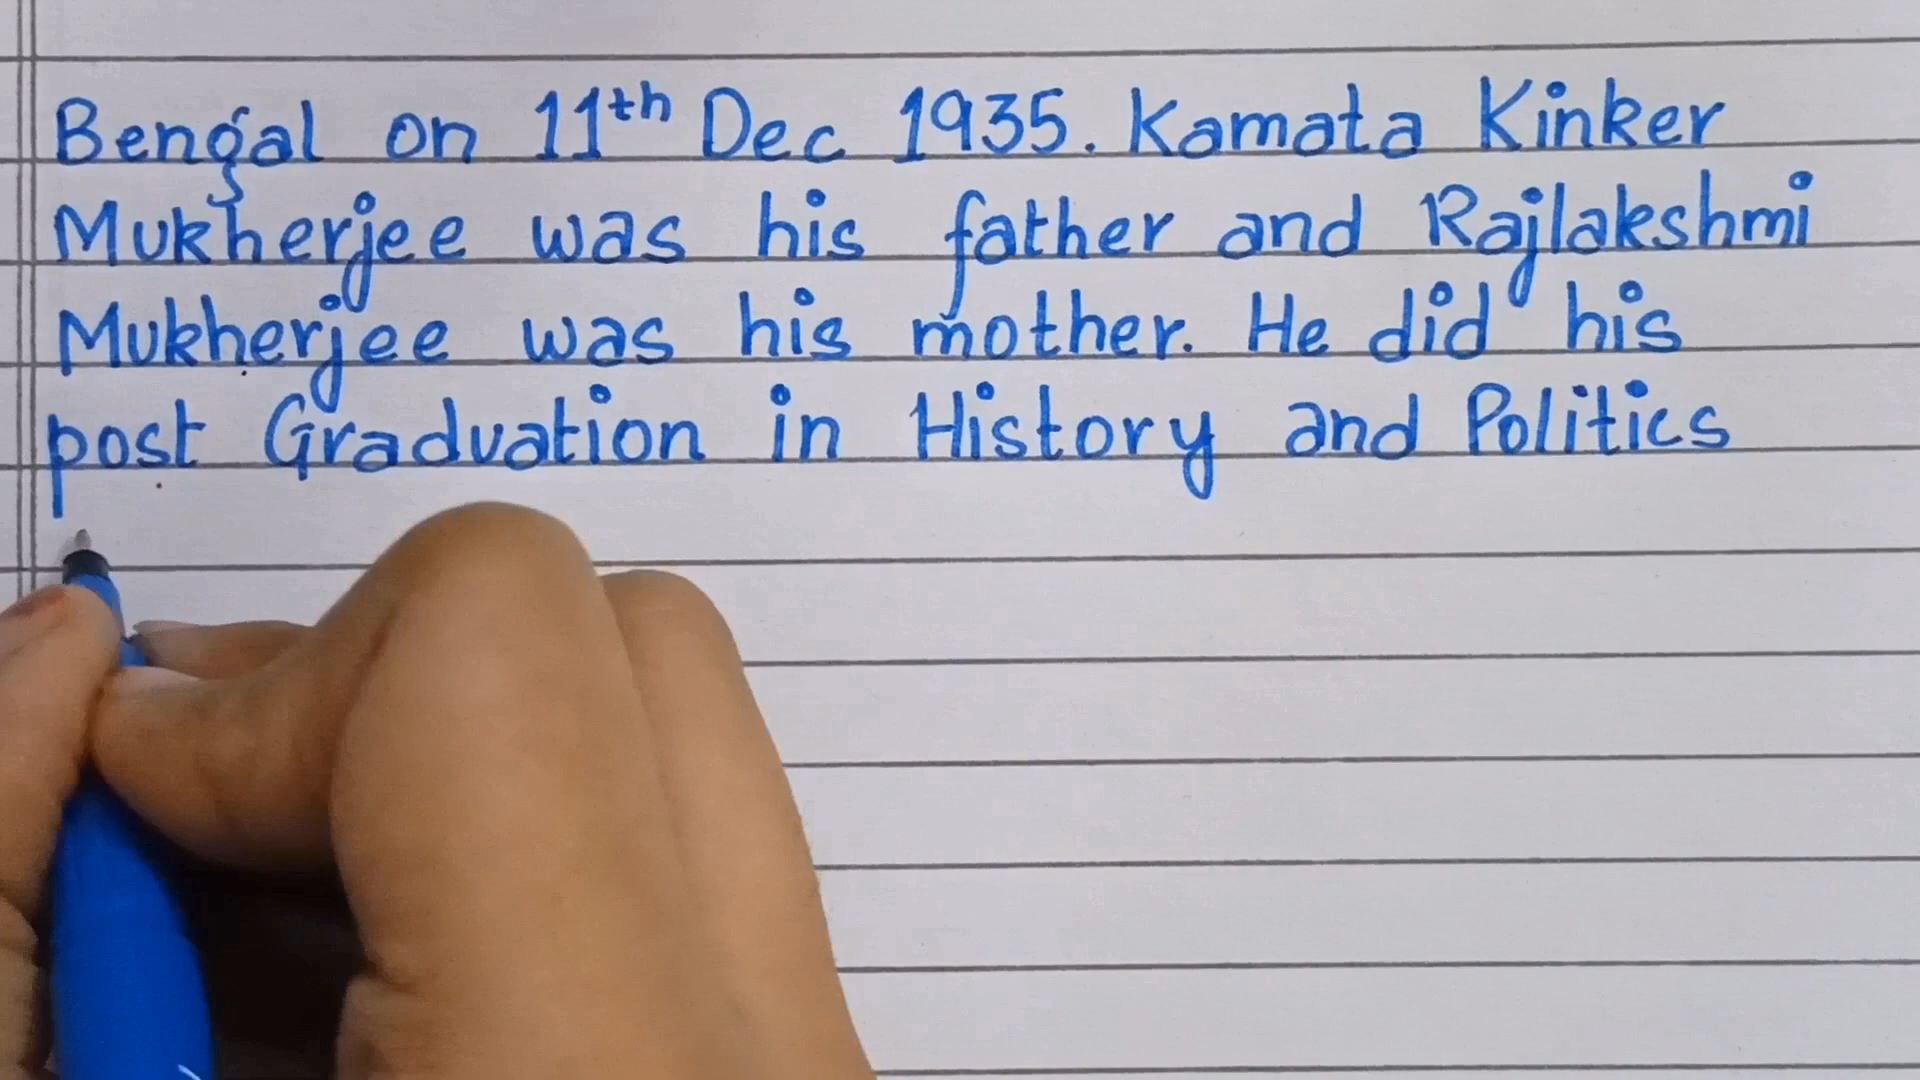 Bengal on 11th Dec 1935. Kamata Kinker
Mukherjee was his father and Rajlakshmi
Mukherjee was his mother. He did his
post Graduation in History and Politics